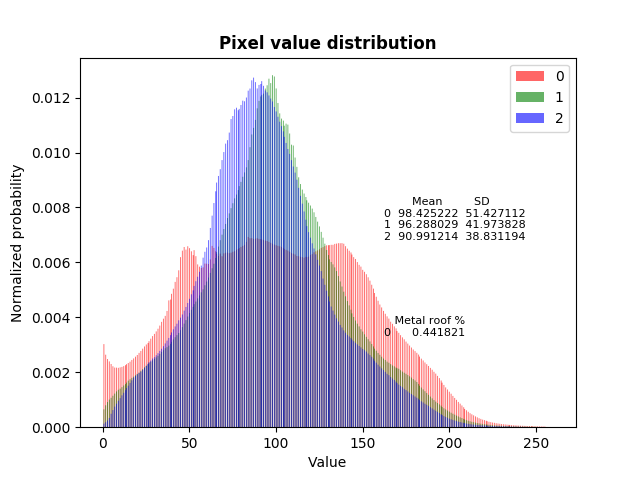 Pixel value distribution
0
1
2
0.012
0.010
0.008
0.006
0.004
0.002
0.000
Normalized probability
Mean SD
0 98.425222 51.427112
1 96.288029 41.973828
2 90.991214 38.831194
Metal roof %
0 0.441821
0 50 100 150 200 250
Value